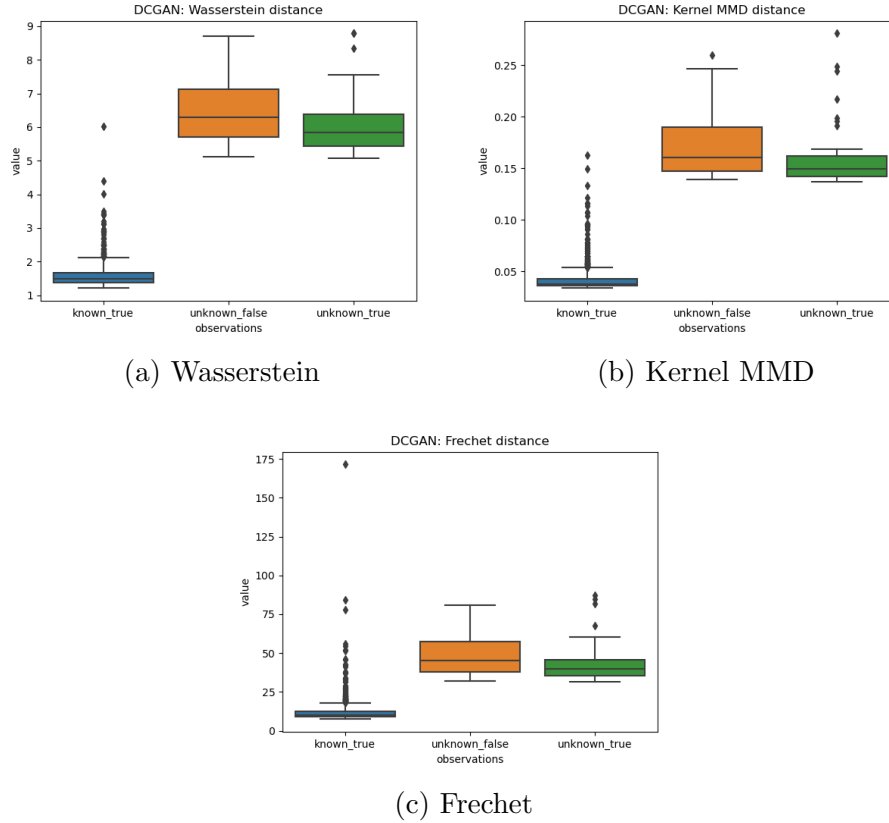 DCGAN: Wasserstein distance
9
8
7
6
5
4
3
2
1
value
known_true unknown_false unknown_true
observations
(a) Wasserstein
DCGAN: Kernel MMD distance
0.25
0.20
0.15
0.10
0.05
value
known_true unknown_false unknown_true
observations
(b) Kernel MMD
DCGAN: Frechet distance
175
150
125
100
75
50
25
0
value
known_true unknown_false unknown_true
observations
(c) Frechet